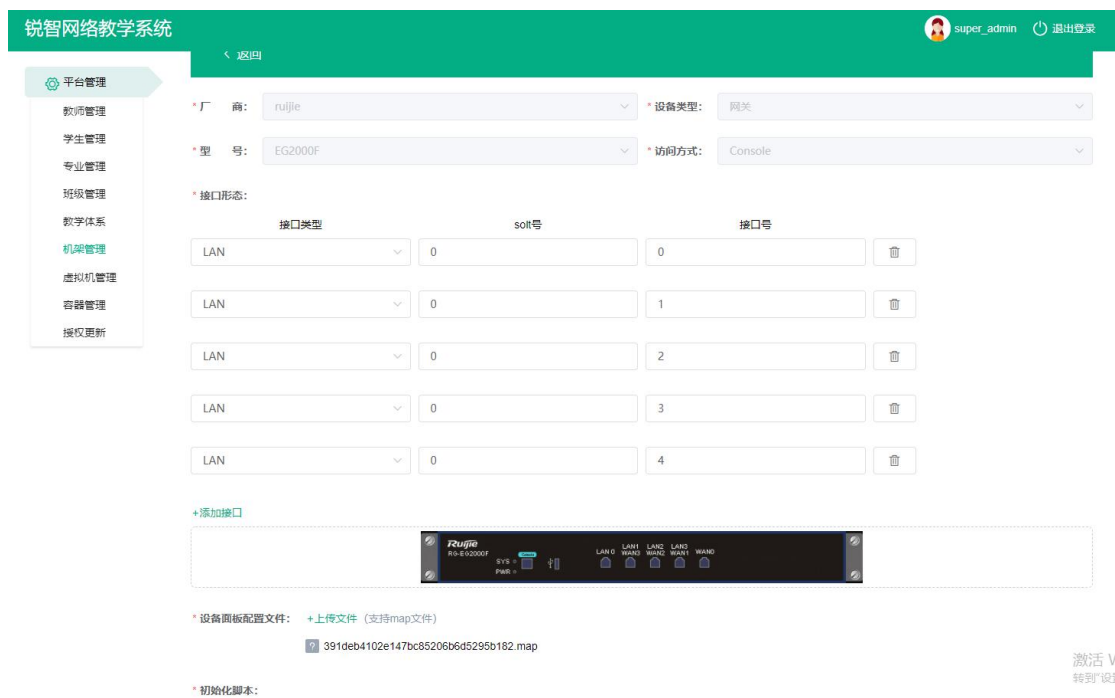 锐智网络教学系统
super_admin
退出登录
返回
平台管理
教师管理
学生管理
专业管理
班级管理
教学体系
机架管理
虚拟机管理
容器管理
授权更新
* 厂 商: ruijie * 设备类型: 网关
* 型 号: EG2000F * 访问方式: Console
* 接口形态:
接口类型 solt号 接口号
LAN 0 0
LAN 0 1
LAN 0 2
LAN 0 3
LAN 0 4
+添加接口
Ruijie
RG-EG2000F
SYS
PWR
LAN 0 LAN1 LAN2 LAN3
WAN3 WAN2 WAN1 WAN0
* 设备面板配置文件: +上传文件 (支持map文件)
? 391deb4102e147bc85206b6d5295b182.map
* 初始化脚本:
激活 W
转到"设